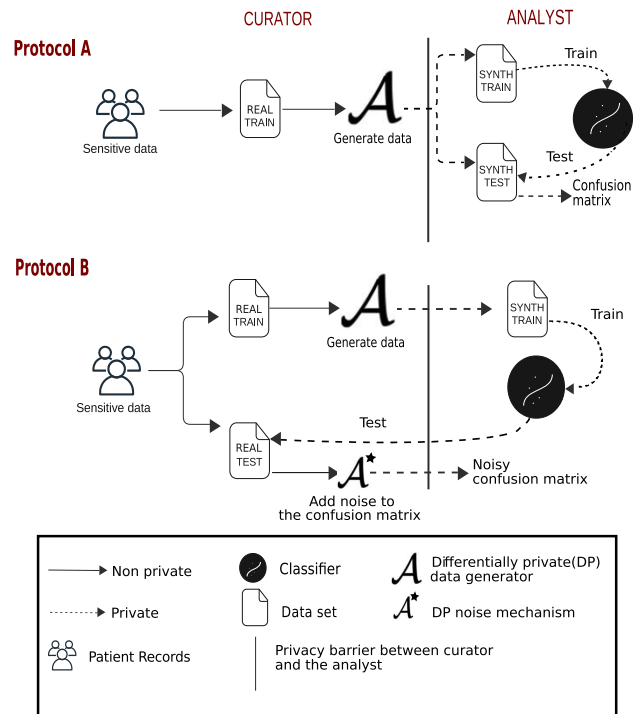 CURATOR
ANALYST
Protocol A
Sensitive data
REAL
TRAIN
A
Generate data
SYNTH
TRAIN
Train
Test
SYNTH
TEST
Confusion
matrix
Protocol B
Sensitive data
REAL
TRAIN
A
Generate data
SYNTH
TRAIN
Train
Test
REAL
TEST
A★
Add noise to
the confusion matrix
Noisy
confusion matrix
Non private
Classifier
A
Differentially private(DP)
data generator
Private
Data set
A★
DP noise mechanism
Patient Records
Privacy barrier between curator
and the analyst